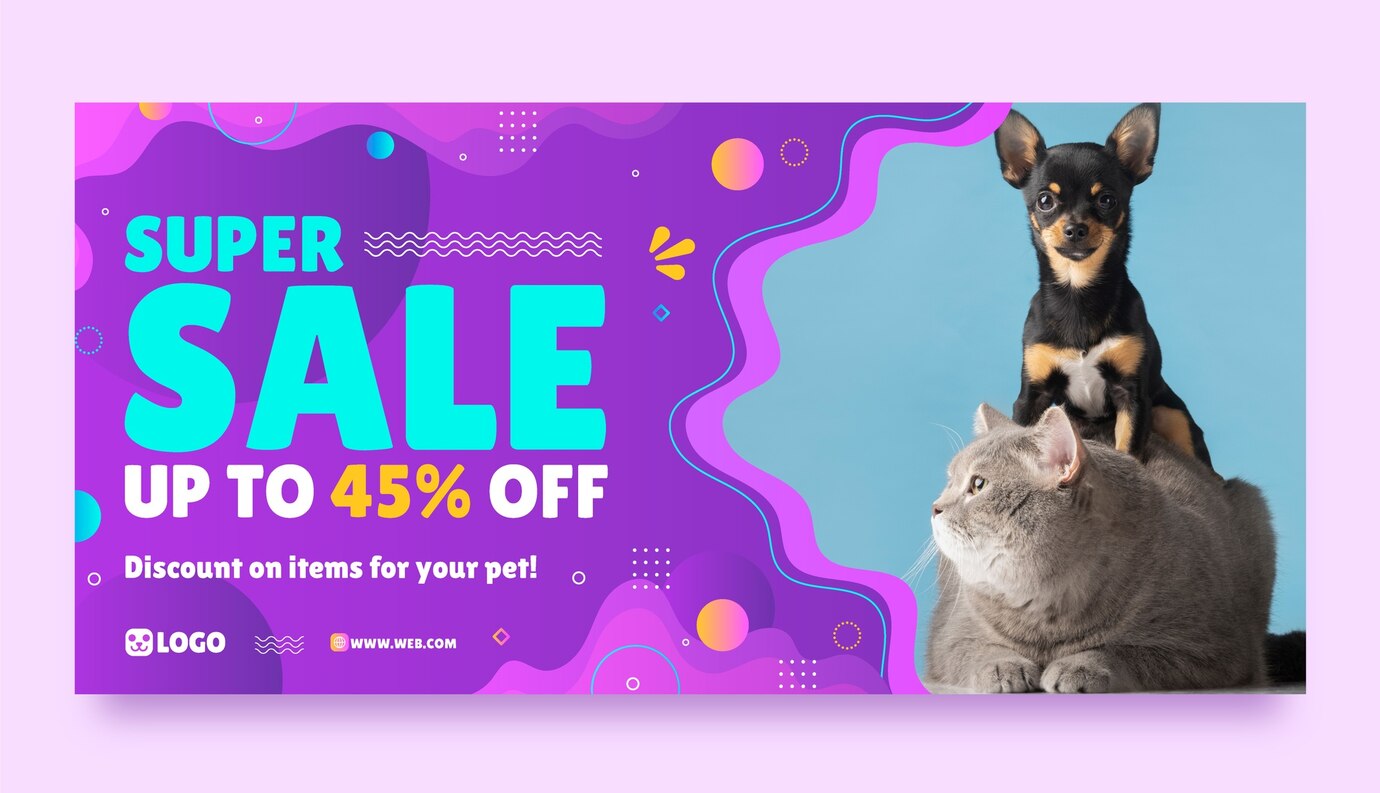 SUPER
SALE
UP TO 45% OFF
Discount on items for your pet!
LOGO
WWW.WEB.COM